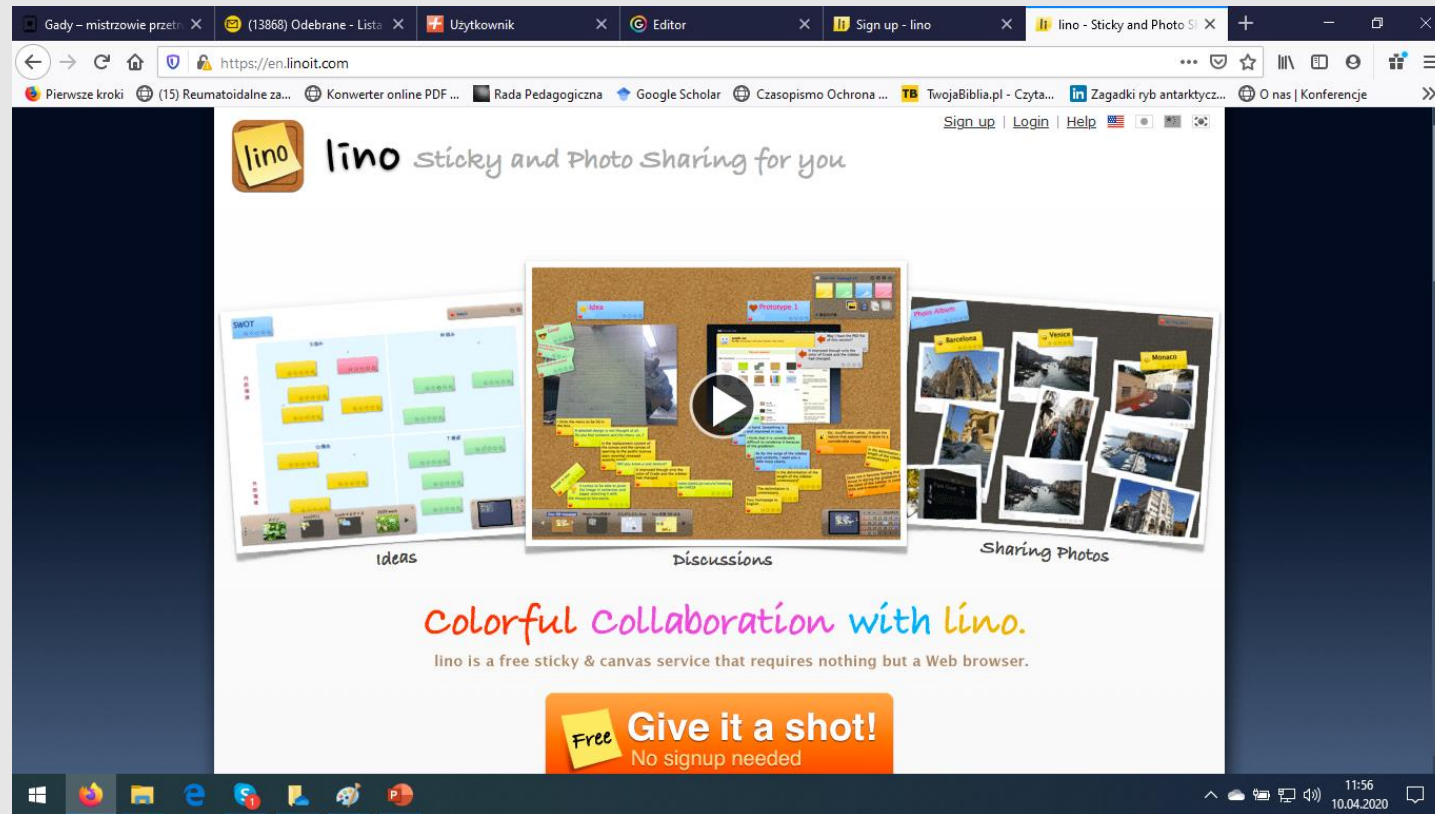 Gady – mistrzowie przetr
(13868) Odebrane - Lista
Użytkownik
Editor
Sign up - lino
lino - Sticky and Photo S
https://en.linoit.com
Pierwsze kroki
(15) Reumatoidalne za...
Konwerter online PDF ...
Rada Pedagogiczna
Google Scholar
Czasopismo Ochrona ...
TwojaBiblia.pl - Czyta...
Zagadki ryb antarktycz...
O nas | Konferencje
Sign up | Login | Help
lino
lino Sticky and Photo Sharing for you
SWOT
Idea
Prototype 1
Photo Album
Barcelona
Venice
Monaco
Ideas
Discussions
Sharing Photos
Colorful Collaboration with lino.
lino is a free sticky & canvas service that requires nothing but a Web browser.
Free
Give it a shot!
No signup needed
11:56
10.04.2020